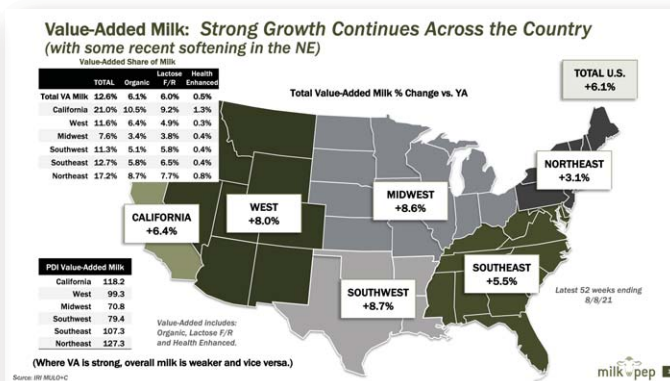 Value-Added Milk: Strong Growth Continues Across the Country
(with some recent softening in the NE)
Value-Added Share of Milk
TOTAL Organic Lactose F/R Health Enhanced
Total VA Milk 12.6% 6.1% 6.0% 0.5%
California 21.0% 10.5% 9.2% 1.3%
West 11.6% 6.4% 4.9% 0.3%
Midwest 7.6% 3.4% 3.8% 0.4%
Southwest 11.3% 5.1% 5.8% 0.4%
Southeast 12.7% 5.8% 6.5% 0.4%
Northeast 17.2% 8.7% 7.7% 0.8%
Total Value-Added Milk % Change vs. YA
TOTAL U.S.
+6.1%
NORTHEAST
+3.1%
MIDWEST
+8.6%
WEST
+8.0%
CALIFORNIA
+6.4%
SOUTHEAST
+5.5%
SOUTHWEST
+8.7%
PDI Value-Added Milk
California 118.2
West 99.3
Midwest 70.8
Southwest 79.4
Southeast 107.3
Northeast 127.3
Value-Added includes:
Organic, Lactose F/R
and Health Enhanced.
Latest 52 weeks ending
8/8/21
(Where VA is strong, overall milk is weaker and vice versa.)
Source: IRI MULO+C
milk pep